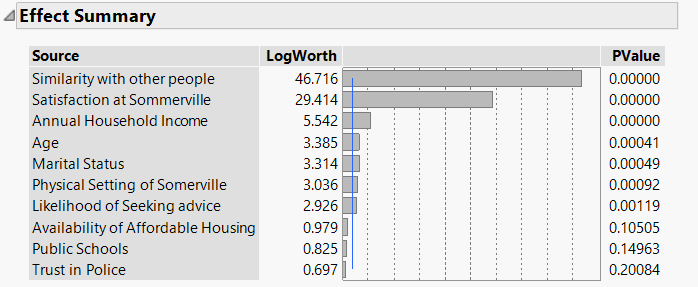 Effect Summary
Source LogWorth PValue
Similarity with other people 46.716 0.00000
Satisfaction at Sommerville 29.414 0.00000
Annual Household Income 5.542 0.00000
Age 3.385 0.00041
Marital Status 3.314 0.00049
Physical Setting of Somerville 3.036 0.00092
Likelihood of Seeking advice 2.926 0.00119
Availability of Affordable Housing 0.979 0.10505
Public Schools 0.825 0.14963
Trust in Police 0.697 0.20084